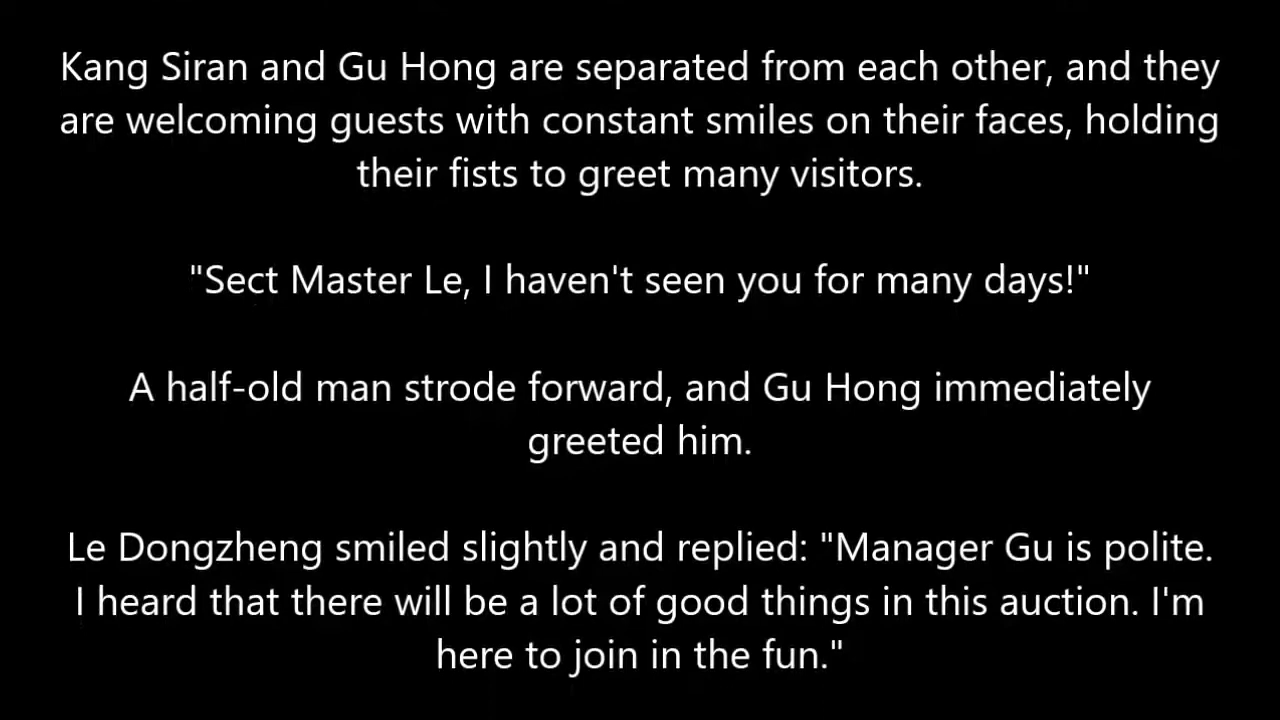 Kang Siran and Gu Hong are separated from each other, and they
are welcoming guests with constant smiles on their faces, holding
their fists to greet many visitors.
"Sect Master Le, I haven't seen you for many days!"
A half-old man strode forward, and Gu Hong immediately
greeted him.
Le Dongzheng smiled slightly and replied: "Manager Gu is polite.
I heard that there will be a lot of good things in this auction. I'm
here to join in the fun."